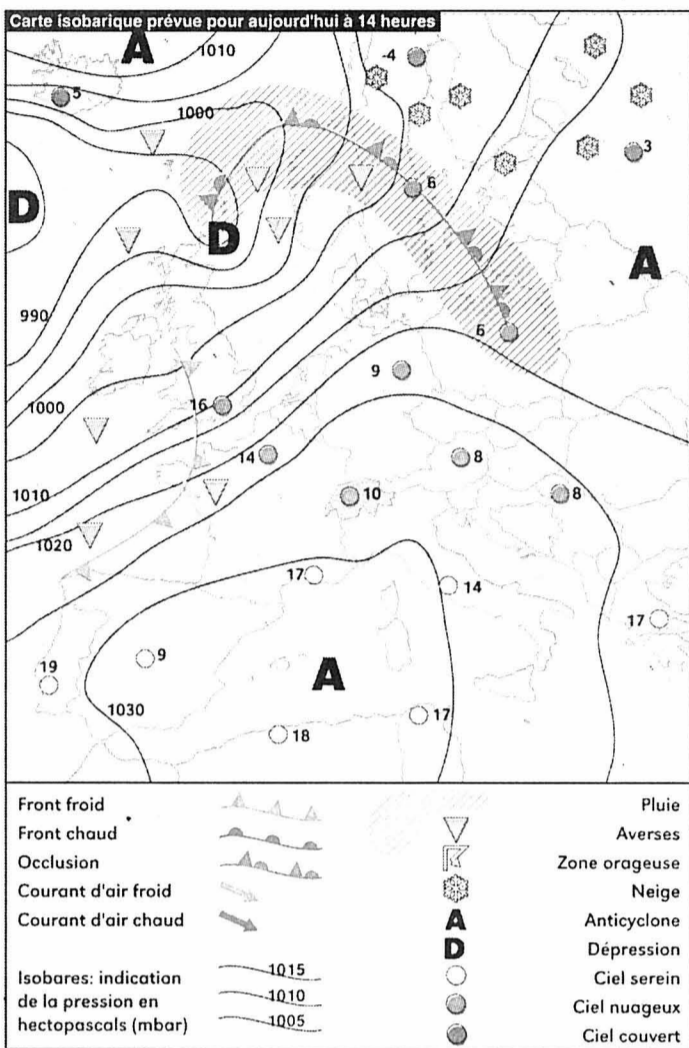 Carte isobarique prévue pour aujourd'hui à 14 heures
A
1010
-4
5
1000
3
6
D
D
A
990
6
9
16
1000
14
8
10
8
1010
1020
17
14
17
9
19
A
1030
17
18
Front froid
Pluie
Front chaud
Averses
Occlusion
Zone orageuse
Courant d'air froid
Neige
Courant d'air chaud
A
Anticyclone
D
Dépression
Isobares: indication
1015
Ciel serein
de la pression en
1010
Ciel nuageux
hectopascals (mbar)
1005
Ciel couvert